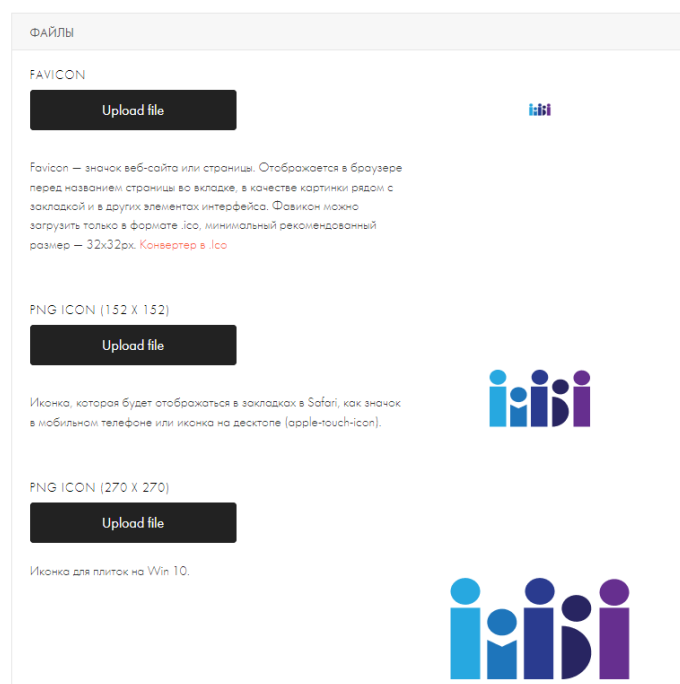 ФАЙЛЫ
FAVICON
Upload file
Favicon — значок веб-сайта или страницы. Отображается в браузере
перед названием страницы во вкладке, в качестве картинки рядом с
закладкой и в других элементах интерфейса. Фавикон можно
загрузить только в формате .ico, минимальный рекомендованный
размер — 32x32px. Конвертер в .Ico
PNG ICON (152 X 152)
Upload file
Иконка, которая будет отображаться в закладках в Safari, как значок
в мобильном телефоне или иконка на десктопе (apple-touch-icon).
PNG ICON (270 X 270)
Upload file
Иконка для плиток на Win 10.